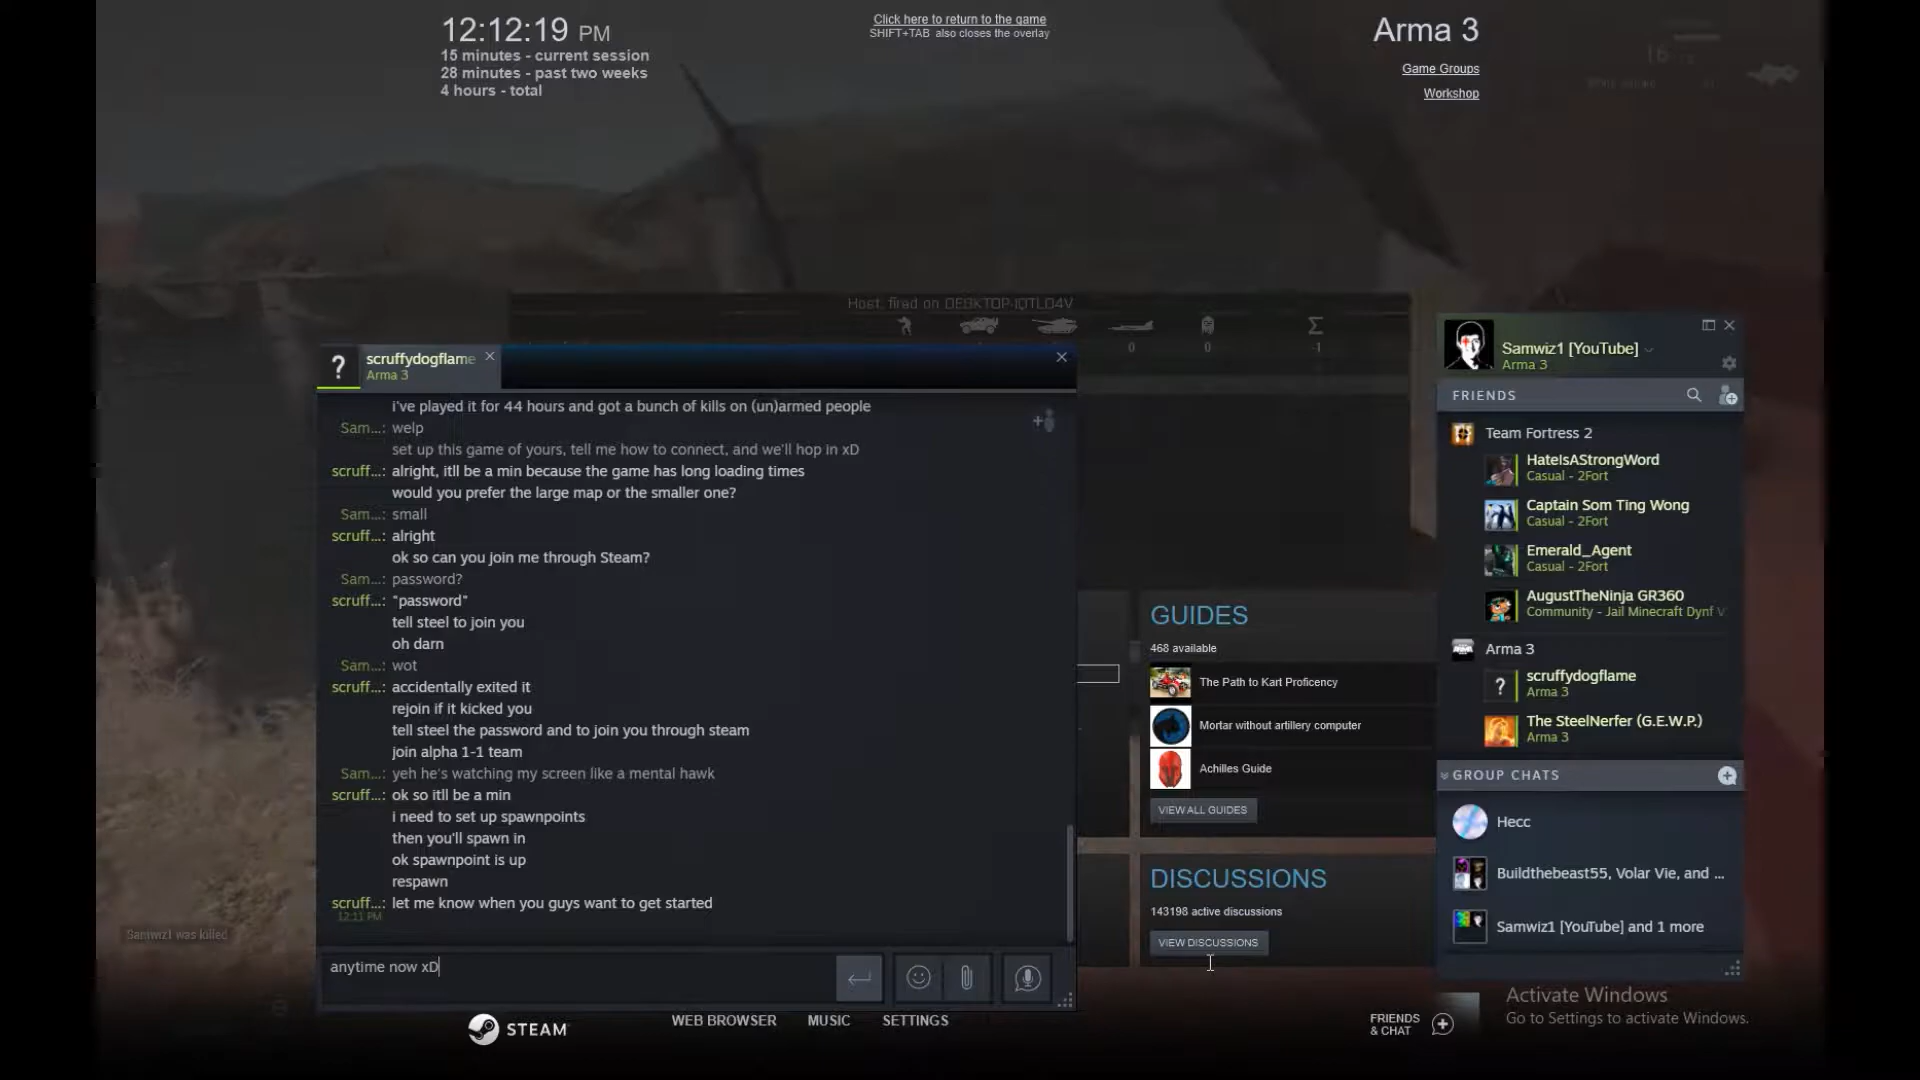 12:12:19 PM
15 minutes - current session
28 minutes - past two weeks
4 hours - total
Click here to return to the game
SHIFT+TAB also closes the overlay
Arma 3
Game Groups
Workshop
Host: fired on DESKTOP-IQTLO4V
0 0 -1
scruffydogflame
Arma 3
i've played it for 44 hours and got a bunch of kills on (un)armed people
Sam...: welp
set up this game of yours, tell me how to connect, and we'll hop in xD
scruff...: alright, itll be a min because the game has long loading times
would you prefer the large map or the smaller one?
Sam...: small
scruff...: alright
ok so can you join me through Steam?
Sam...: password?
scruff...: "password"
tell steel to join you
oh darn
Sam...: wot
scruff...: accidentally exited it
rejoin if it kicked you
tell steel the password and to join you through steam
join alpha 1-1 team
Sam...: yeh he's watching my screen like a mental hawk
scruff...: ok so itll be a min
i need to set up spawnpoints
then you'll spawn in
ok spawnpoint is up
respawn
scruff...: let me know when you guys want to get started
12:11 PM
Samwiz1 was killed
anytime now xD
GUIDES
468 available
The Path to Kart Proficency
Mortar without artillery computer
Achilles Guide
VIEW ALL GUIDES
DISCUSSIONS
143198 active discussions
VIEW DISCUSSIONS
Samwiz1 [YouTube]
Arma 3
FRIENDS
Team Fortress 2
HateIsAStrongWord
Casual - 2Fort
Captain Som Ting Wong
Casual - 2Fort
Emerald_Agent
Casual - 2Fort
AugustTheNinja GR360
Community - Jail Minecraft Dynf V
Arma 3
scruffydogflame
Arma 3
The SteelNerfer (G.E.W.P.)
Arma 3
GROUP CHATS
Hecc
Buildthebeast55, Volar Vie, and ...
Samwiz1 [YouTube] and 1 more
Activate Windows
Go to Settings to activate Windows.
STEAM
WEB BROWSER
MUSIC
SETTINGS
FRIENDS
& CHAT